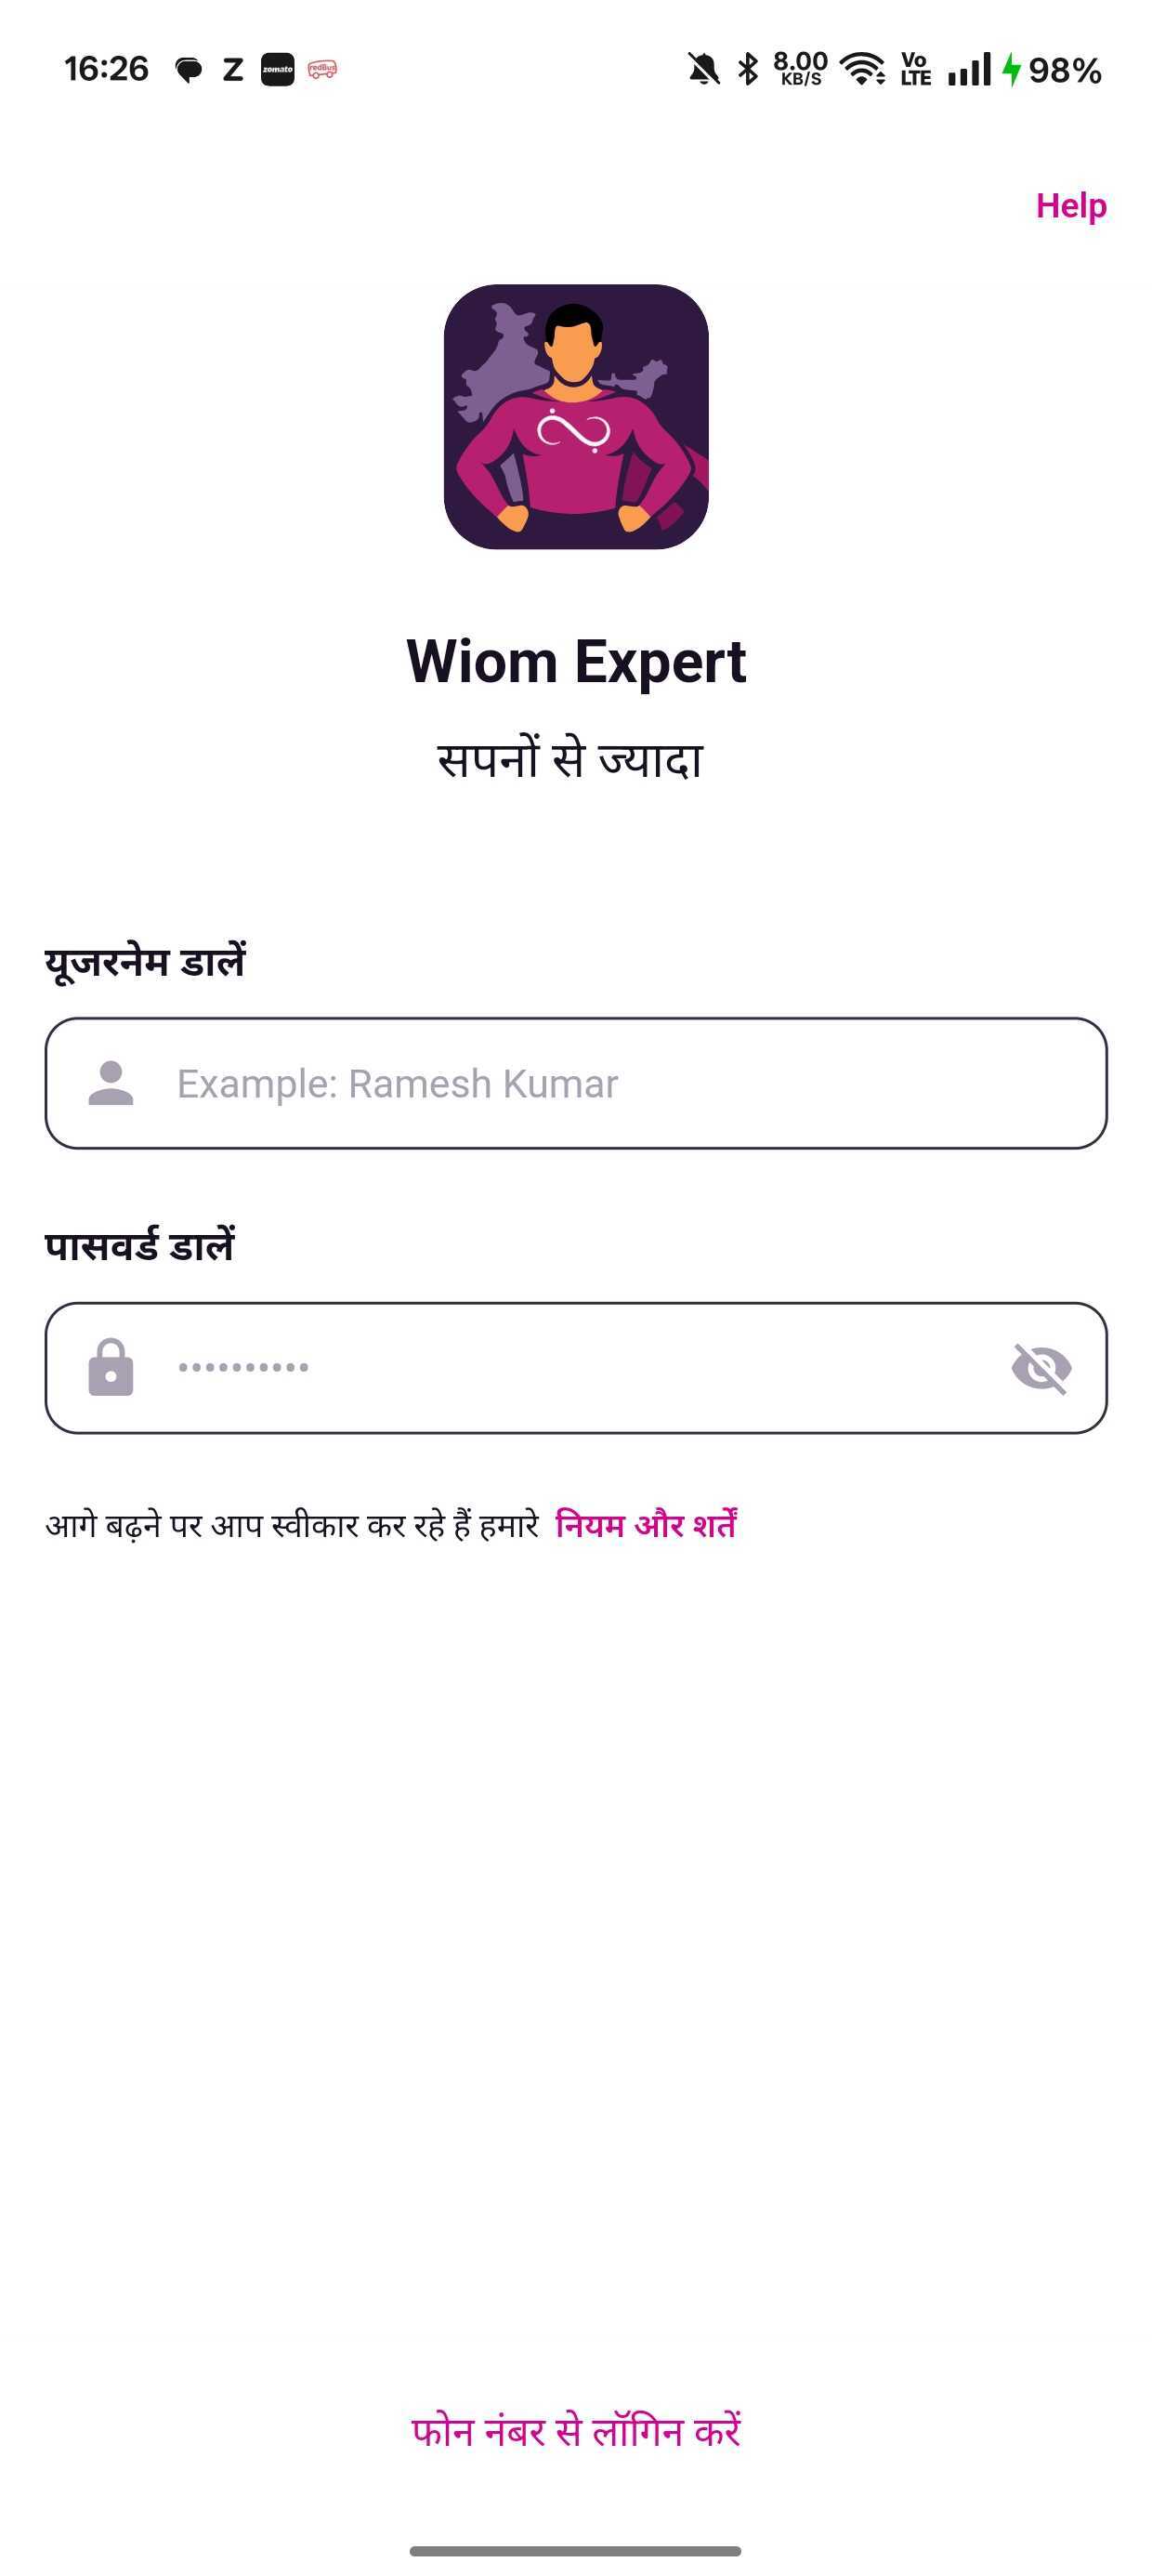 16:26 Z zomato redBus 8.00 KB/S Vo LTE 98%
Help
Wiom Expert
सपनों से ज्यादा
यूजरनेम डालें
Example: Ramesh Kumar
पासवर्ड डालें
••••••••••
आगे बढ़ने पर आप स्वीकार कर रहे हैं हमारे नियम और शर्तें
फोन नंबर से लॉगिन करें